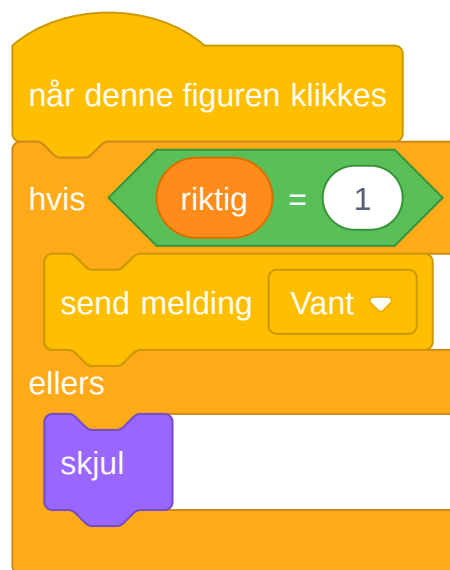 når denne figuren klikkes
hvis riktig = 1
send melding Vant
ellers
skjul